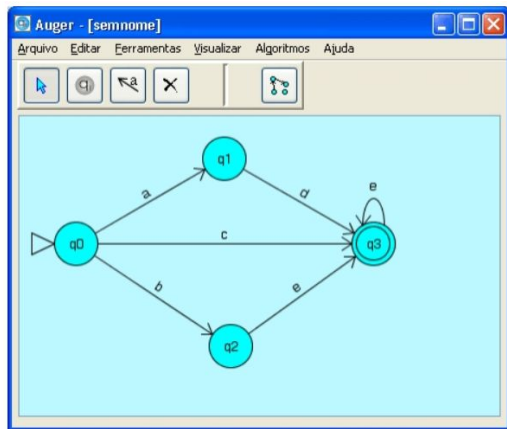 Auger - [semnome]
Arquivo Editar Ferramentas Visualizar Algoritmos Ajuda
q a
q1
a d e
q0 c q3
b e
q2